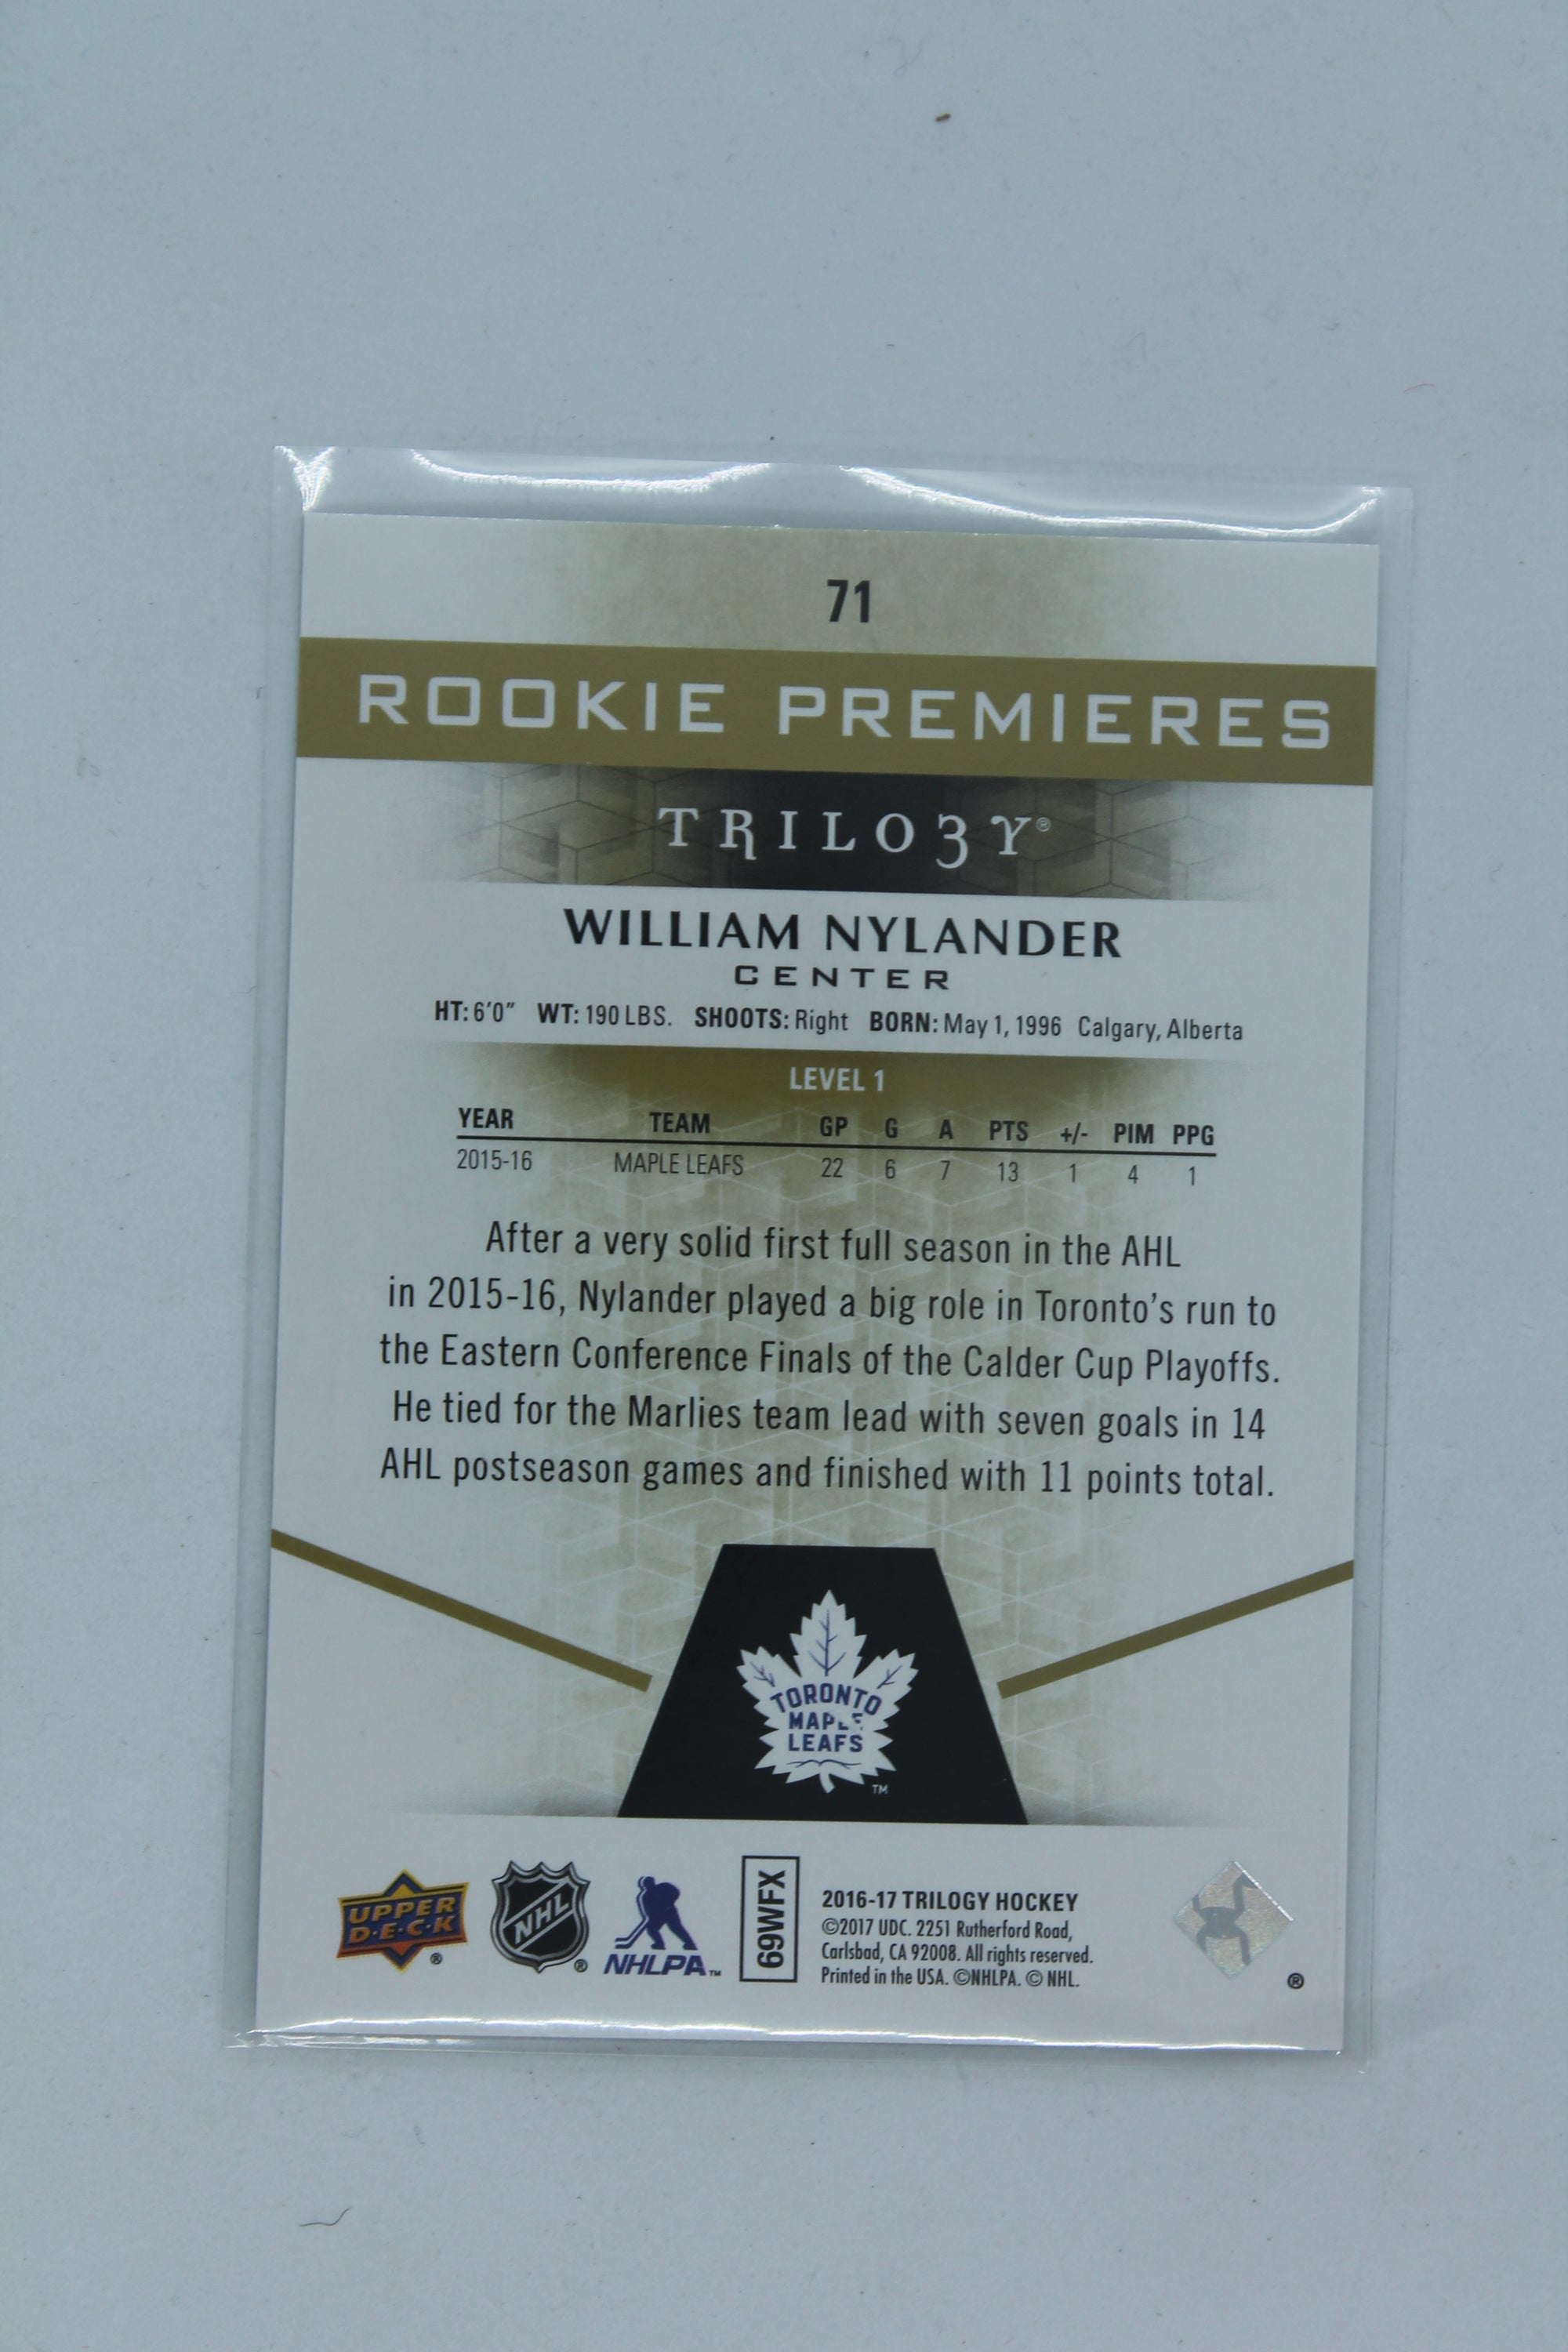 71
ROOKIE PREMIERES
TRILO3Y®
WILLIAM NYLANDER
CENTER
HT: 6'0" WT: 190 LBS. SHOOTS: Right BORN: May 1, 1996 Calgary, Alberta
LEVEL 1
YEAR TEAM GP G A PTS +/- PIM PPG
2015-16 MAPLE LEAFS 22 6 7 13 1 4 1
After a very solid first full season in the AHL
in 2015-16, Nylander played a big role in Toronto's run to
the Eastern Conference Finals of the Calder Cup Playoffs.
He tied for the Marlies team lead with seven goals in 14
AHL postseason games and finished with 11 points total.
TORONTO
MAPLE
LEAFS
TM
UPPER
D·E·C·K
®
NHL
®
NHLPA™
69WFX
2016-17 TRILOGY HOCKEY
©2017 UDC. 2251 Rutherford Road,
Carlsbad, CA 92008. All rights reserved.
Printed in the USA. ©NHLPA. © NHL.
®